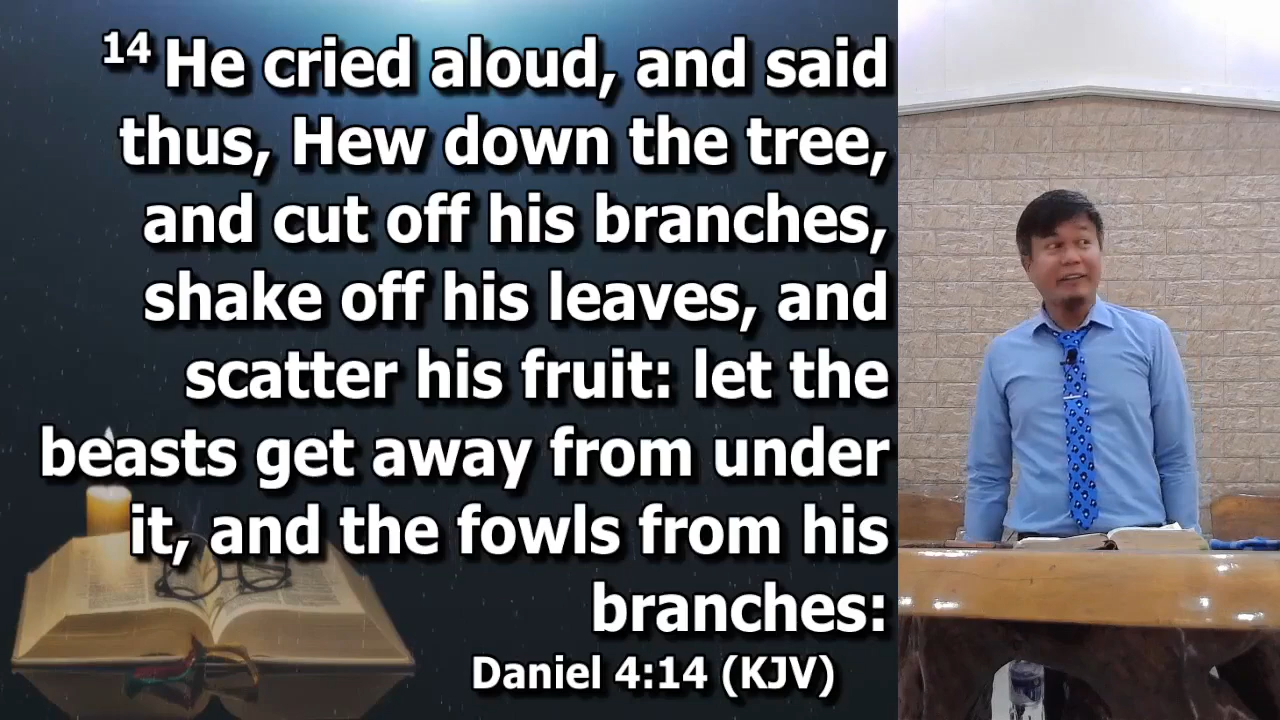 14 He cried aloud, and said
thus, Hew down the tree,
and cut off his branches,
shake off his leaves, and
scatter his fruit: let the
beasts get away from under
it, and the fowls from his
branches:
Daniel 4:14 (KJV)